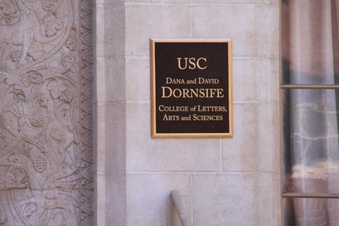 USC
DANA and DAVID
DORNSIFE
COLLEGE of LETTERS,
ARTS and SCIENCES